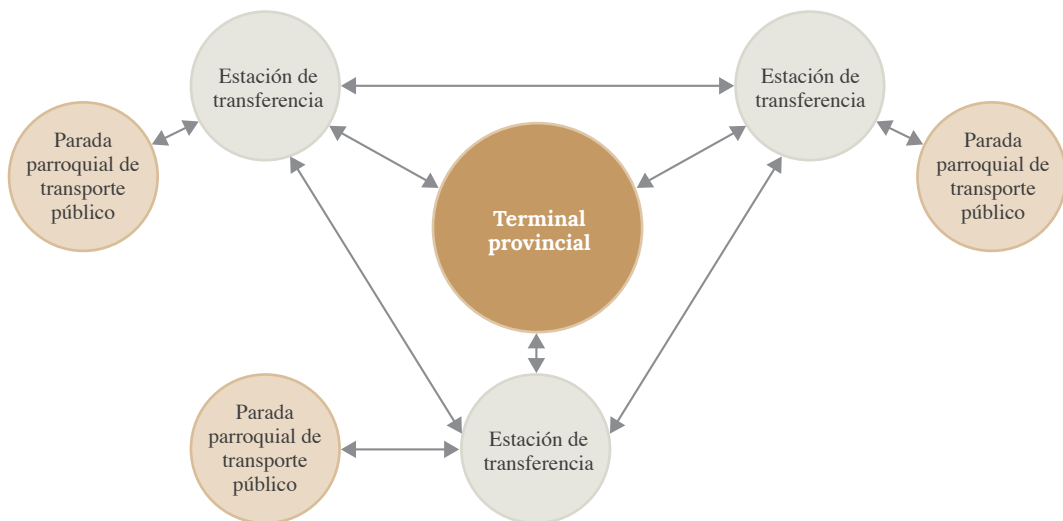 Estación de
transferencia
Estación de
transferencia
Parada
parroquial de
transporte
público
Parada
parroquial de
transporte
público
Terminal
provincial
Parada
parroquial de
transporte
público
Estación de
transferencia